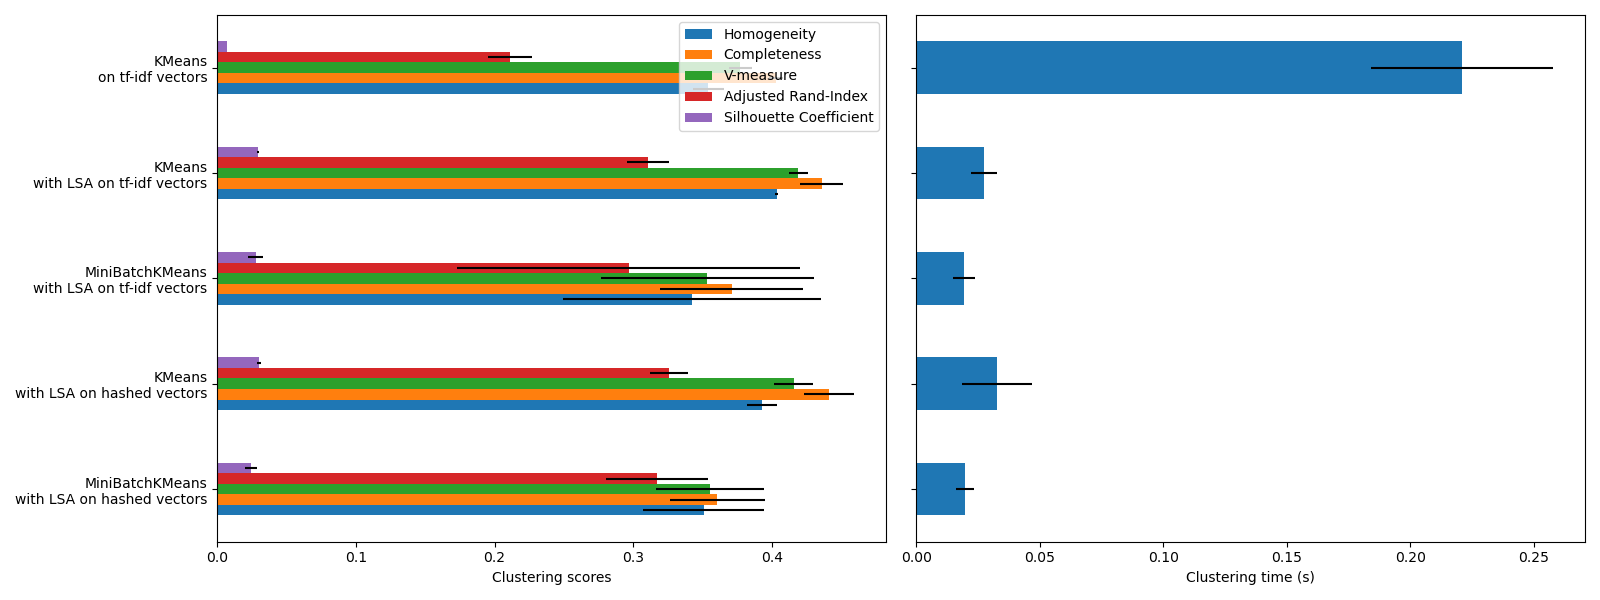 KMeans
on tf-idf vectors
KMeans
with LSA on tf-idf vectors
MiniBatchKMeans
with LSA on tf-idf vectors
KMeans
with LSA on hashed vectors
MiniBatchKMeans
with LSA on hashed vectors
Homogeneity
Completeness
V-measure
Adjusted Rand-Index
Silhouette Coefficient
0.0 0.1 0.2 0.3 0.4
Clustering scores
0.00 0.05 0.10 0.15 0.20 0.25
Clustering time (s)